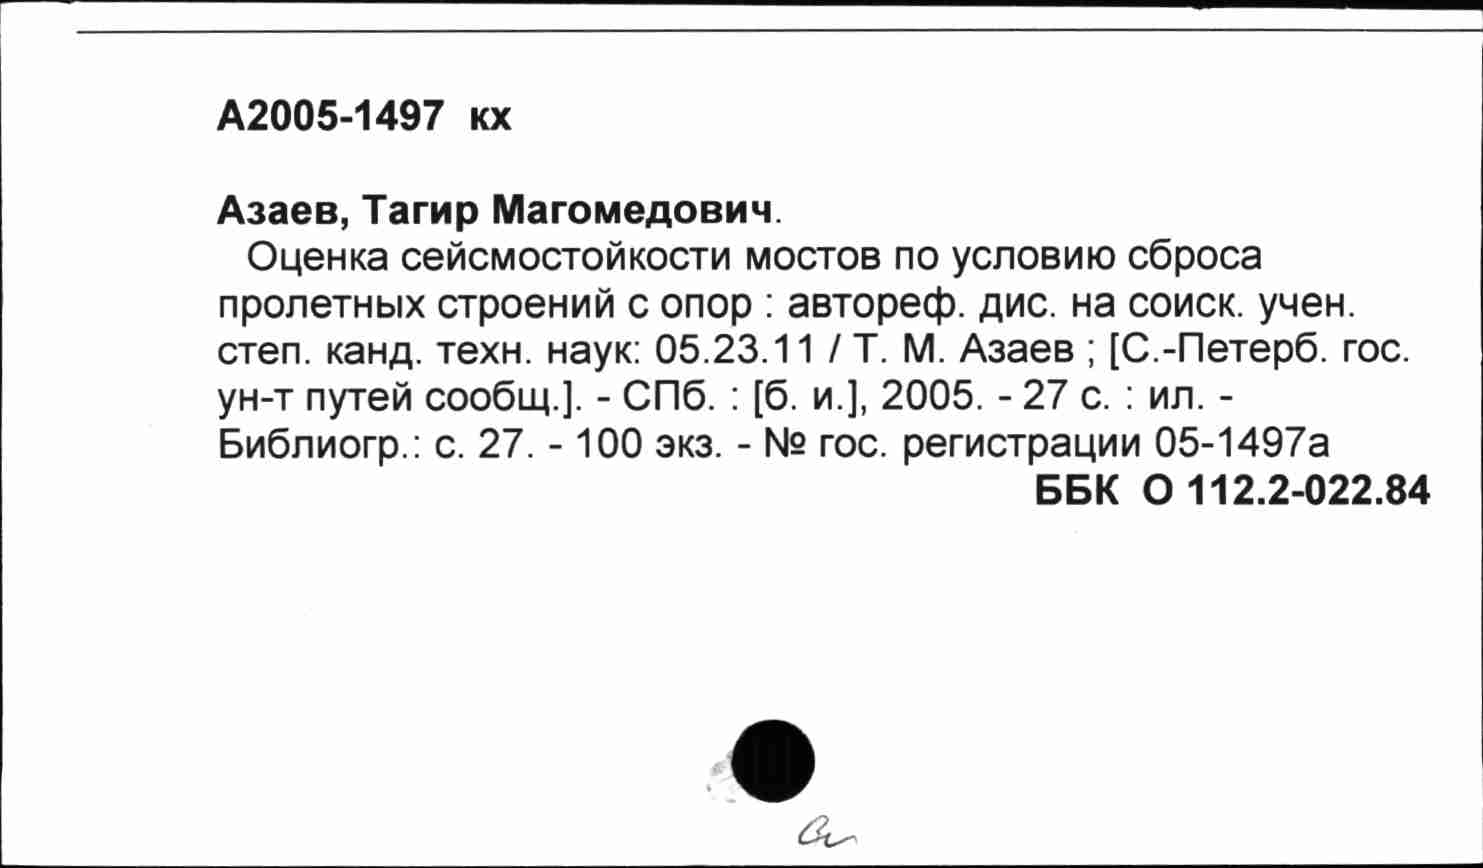 А2005-1497 кх
Азаев, Тагир Магомедович.
Оценка сейсмостойкости мостов по условию сброса
пролетных строений с опор : автореф. дис. на соиск. учен.
степ. канд. техн. наук: 05.23.11 / Т. М. Азаев ; [С.-Петерб. гос.
ун-т путей сообщ.]. - СПб. : [б. и.], 2005. - 27 с. : ил. -
Библиогр.: с. 27. - 100 экз. - № гос. регистрации 05-1497а
ББК О 112.2-022.84